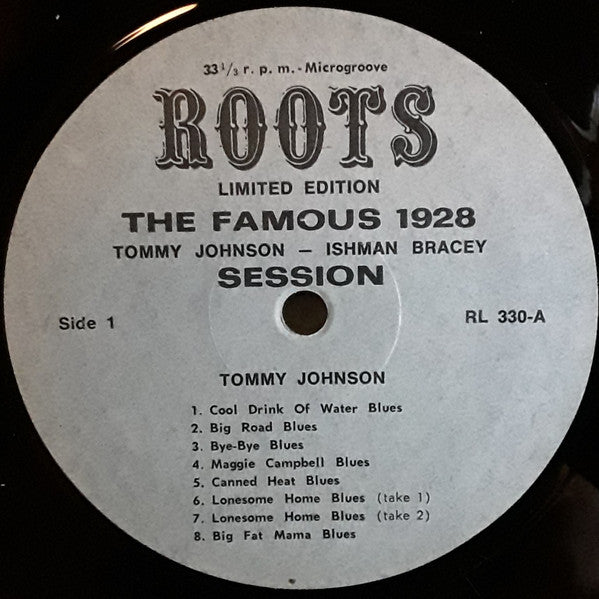 33 1/3 r. p. m. - Microgroove
ROOTS
LIMITED EDITION
THE FAMOUS 1928
TOMMY JOHNSON — ISHMAN BRACEY
SESSION
Side 1
RL 330-A
TOMMY JOHNSON
1. Cool Drink Of Water Blues
2. Big Road Blues
3. Bye-Bye Blues
4. Maggie Campbell Blues
5. Canned Heat Blues
6. Lonesome Home Blues (take 1)
7. Lonesome Home Blues (take 2)
8. Big Fat Mama Blues